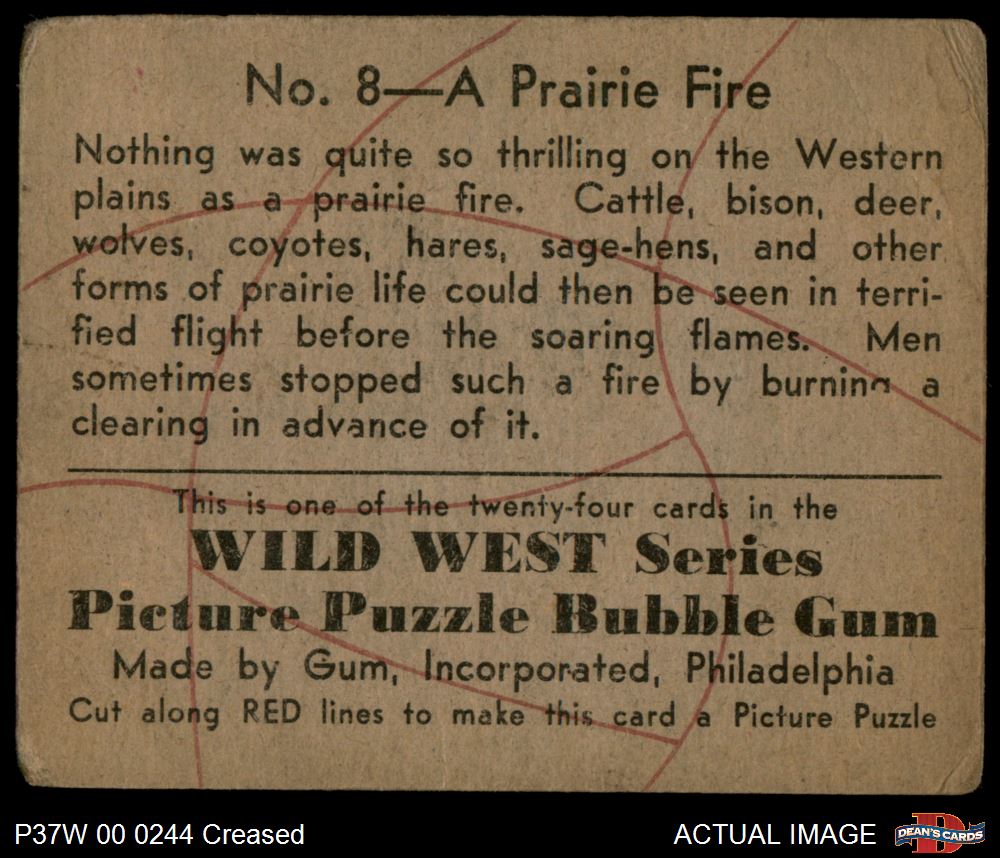 No. 8—A Prairie Fire
Nothing was quite so thrilling on the Western
plains as a prairie fire. Cattle, bison, deer,
wolves, coyotes, hares, sage-hens, and other
forms of prairie life could then be seen in terri-
fied flight before the soaring flames. Men
sometimes stopped such a fire by burning a
clearing in advance of it.
This is one of the twenty-four cards in the
WILD WEST Series
Picture Puzzle Bubble Gum
Made by Gum, Incorporated, Philadelphia
Cut along RED lines to make this card a Picture Puzzle
P37W 00 0244 Creased
ACTUAL IMAGE
D
DEAN'S CARDS